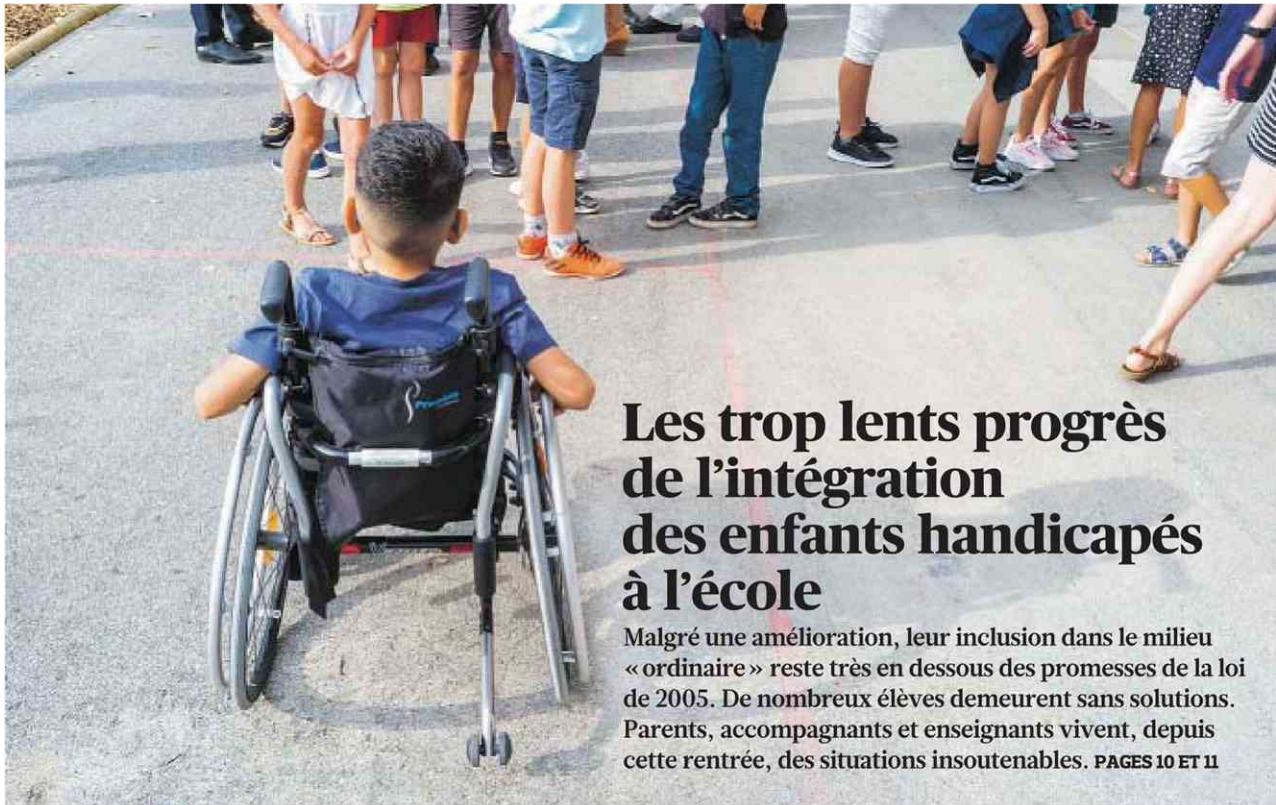 Les trop lents progrès
de l’intégration
des enfants handicapés
à l’école
Malgré une amélioration, leur inclusion dans le milieu
« ordinaire » reste très en dessous des promesses de la loi
de 2005. De nombreux élèves demeurent sans solutions.
Parents, accompagnants et enseignants vivent, depuis
cette rentrée, des situations insoutenables. PAGES 10 ET 11